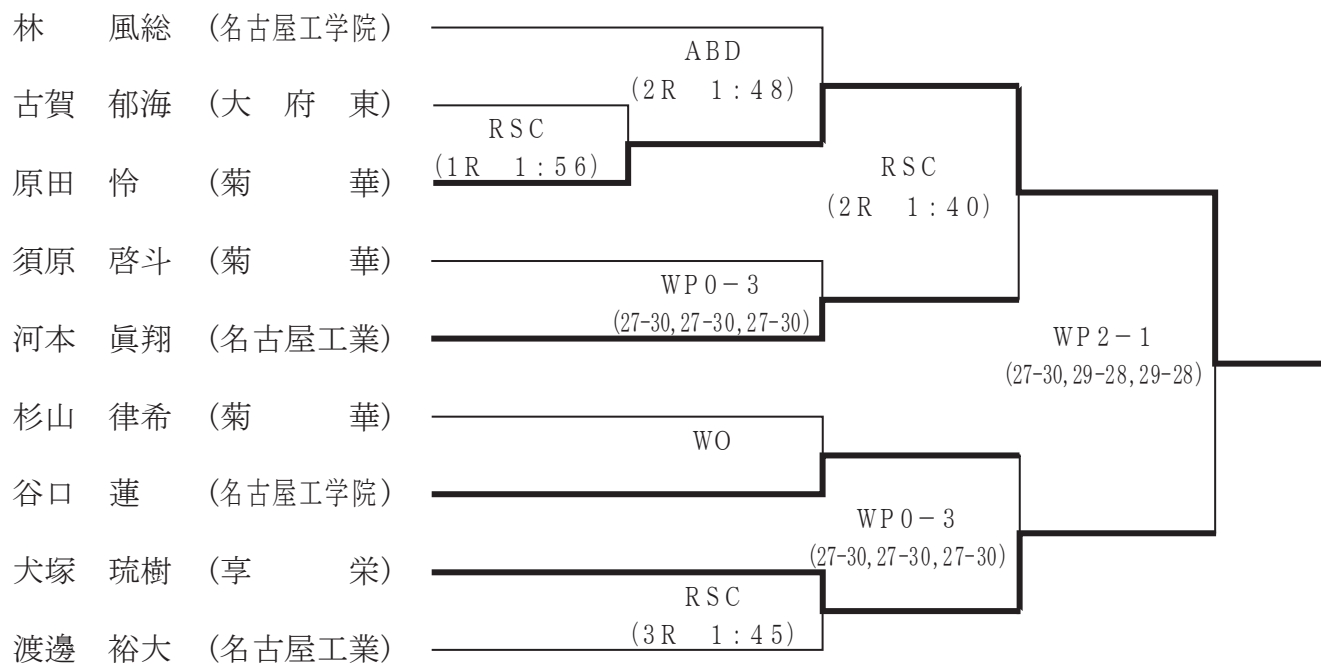 林　風総　(名古屋工学院)
ABD
(2R 1:48)
古賀　郁海　(大府東)
RSC
(1R 1:56)
原田　怜　(菊華)
RSC
(2R 1:40)
須原　啓斗　(菊華)
WP0－3
(27-30,27-30,27-30)
河本　眞翔　(名古屋工業)
WP2－1
(27-30,29-28,29-28)
杉山　律希　(菊華)
WO
谷口　蓮　(名古屋工学院)
WP0－3
(27-30,27-30,27-30)
犬塚　琉樹　(享栄)
RSC
(3R 1:45)
渡邊　裕大　(名古屋工業)